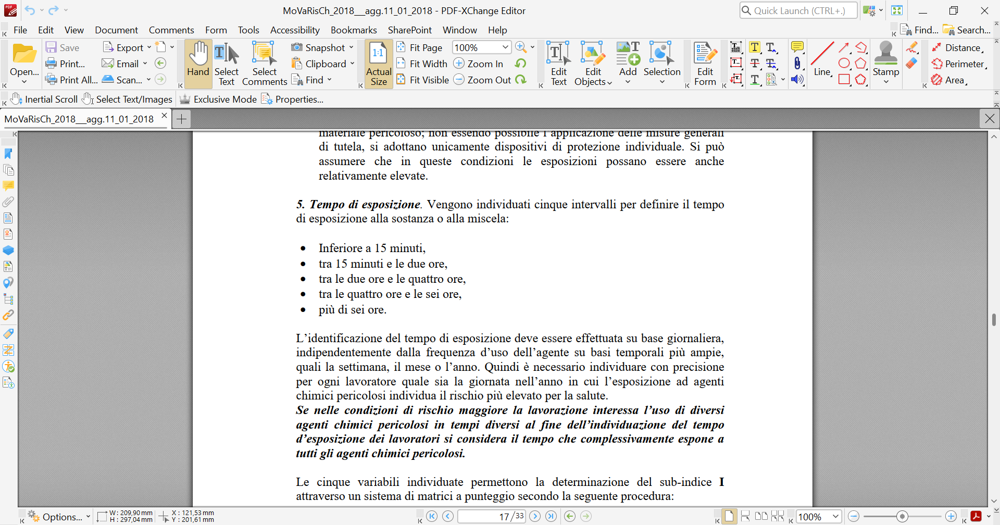 MoVaRisCh_2018__agg.11_01_2018 - PDF-XChange Editor
Quick Launch (CTRL+.)
File Edit View Document Comments Form Tools Accessibility Bookmarks SharePoint Window Help
Find... Search...
Open...
Save
Print...
Print All...
Export
Email
Scan...
Hand
Select Text
Select Comments
Snapshot
Clipboard
Find
Actual Size
1:1
Fit Page
Fit Width
Fit Visible
100%
Zoom In
Zoom Out
Edit Text
Edit Objects
Add
Selection
Edit Form
Line
Stamp
Distance
Perimeter
Area
Inertial Scroll Select Text/Images Exclusive Mode Properties...
MoVaRisCh_2018__agg.11_01_2018
materiale pericoloso; non essendo possibile l'applicazione delle misure generali
di tutela, si adottano unicamente dispositivi di protezione individuale. Si può
assumere che in queste condizioni le esposizioni possano essere anche
relativamente elevate.
5. Tempo di esposizione. Vengono individuati cinque intervalli per definire il tempo
di esposizione alla sostanza o alla miscela:
• Inferiore a 15 minuti,
• tra 15 minuti e le due ore,
• tra le due ore e le quattro ore,
• tra le quattro ore e le sei ore,
• più di sei ore.
L’identificazione del tempo di esposizione deve essere effettuata su base giornaliera,
indipendentemente dalla frequenza d’uso dell’agente su basi temporali più ampie,
quali la settimana, il mese o l’anno. Quindi è necessario individuare con precisione
per ogni lavoratore quale sia la giornata nell’anno in cui l’esposizione ad agenti
chimici pericolosi individua il rischio più elevato per la salute.
Se nelle condizioni di rischio maggiore la lavorazione interessa l’uso di diversi
agenti chimici pericolosi in tempi diversi al fine dell’individuazione del tempo
d’esposizione dei lavoratori si considera il tempo che complessivamente espone a
tutti gli agenti chimici pericolosi.
Le cinque variabili individuate permettono la determinazione del sub-indice I
attraverso un sistema di matrici a punteggio secondo la seguente procedura:
Options...
W: 209,90 mm
H: 297,04 mm
X: 121,53 mm
Y: 201,61 mm
17 / 33
100%